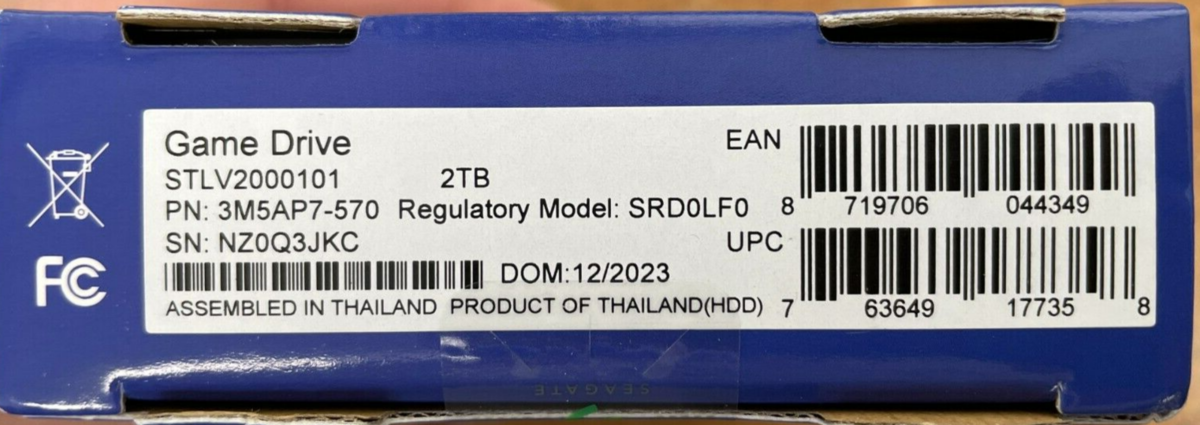 Game Drive
STLV2000101 2TB
PN: 3M5AP7-570 Regulatory Model: SRD0LF0
SN: NZ0Q3JKC
DOM:12/2023
ASSEMBLED IN THAILAND PRODUCT OF THAILAND(HDD)
EAN
8 719706 044349
UPC
7 63649 17735 8
FC
SEAGATE